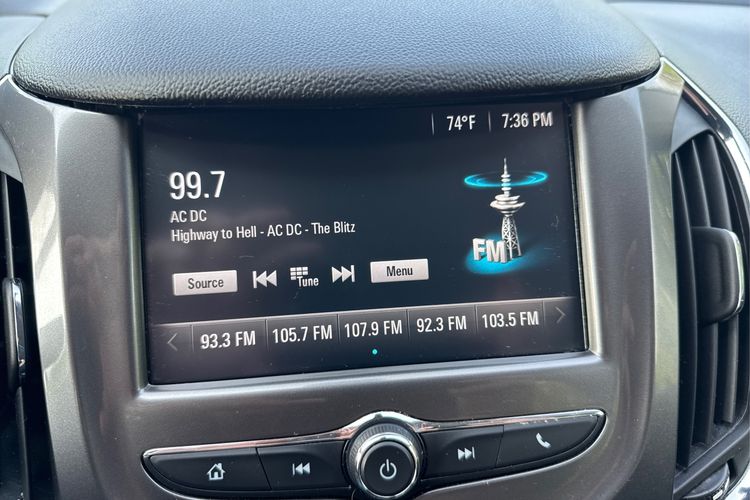 74°F 7:36 PM
99.7
AC DC
Highway to Hell - AC DC - The Blitz
FM
Source Tune Menu
93.3 FM 105.7 FM 107.9 FM 92.3 FM 103.5 FM